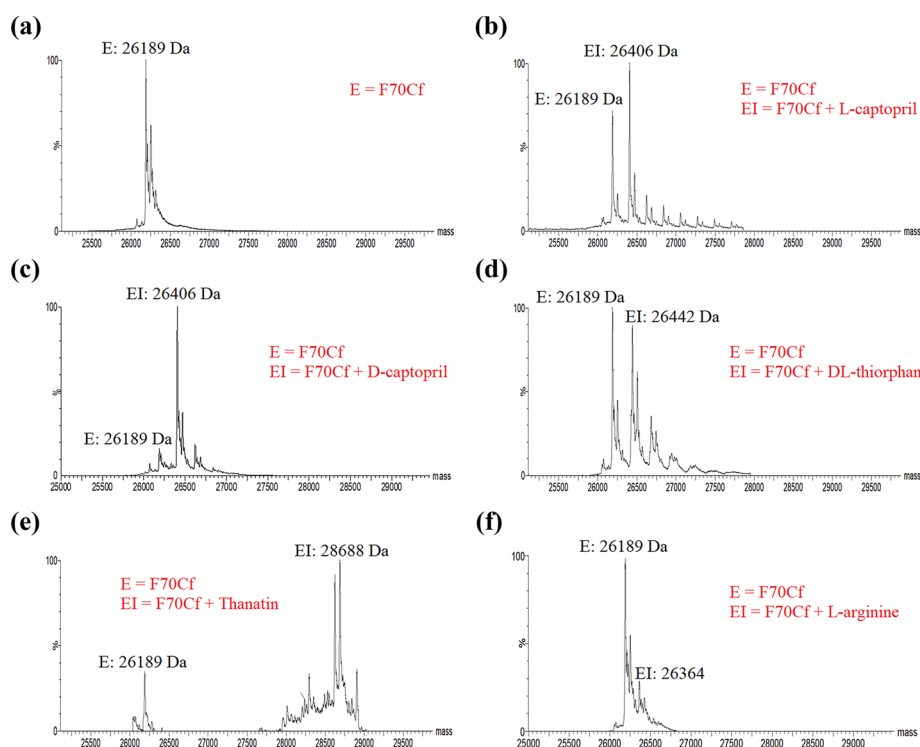 (a)
E: 26189 Da
E = F70Cf
100
%
0
25500 26000 26500 27000 27500 28000 28500 29000 29500 mass
(b)
EI: 26406 Da
E: 26189 Da
E = F70Cf
EI = F70Cf + L-captopril
100
%
0
25500 26000 26500 27000 27500 28000 28500 29000 29500 mass
(c)
EI: 26406 Da
E = F70Cf
EI = F70Cf + D-captopril
E: 26189 Da
100
%
0
25000 25500 26000 26500 27000 27500 28000 28500 29000 mass
(d)
E: 26189 Da
EI: 26442 Da
E = F70Cf
EI = F70Cf + DL-thiorphan
100
%
0
25000 25500 26000 26500 27000 27500 28000 28500 29000 29500 mass
(e)
EI: 28688 Da
E = F70Cf
EI = F70Cf + Thanatin
E: 26189 Da
100
%
0
25500 26000 26500 27000 27500 28000 28500 29000 29500 mass
(f)
E: 26189 Da
E = F70Cf
EI = F70Cf + L-arginine
EI: 26364
100
%
0
25000 25500 26000 26500 27000 27500 28000 28500 29000 29500 mass